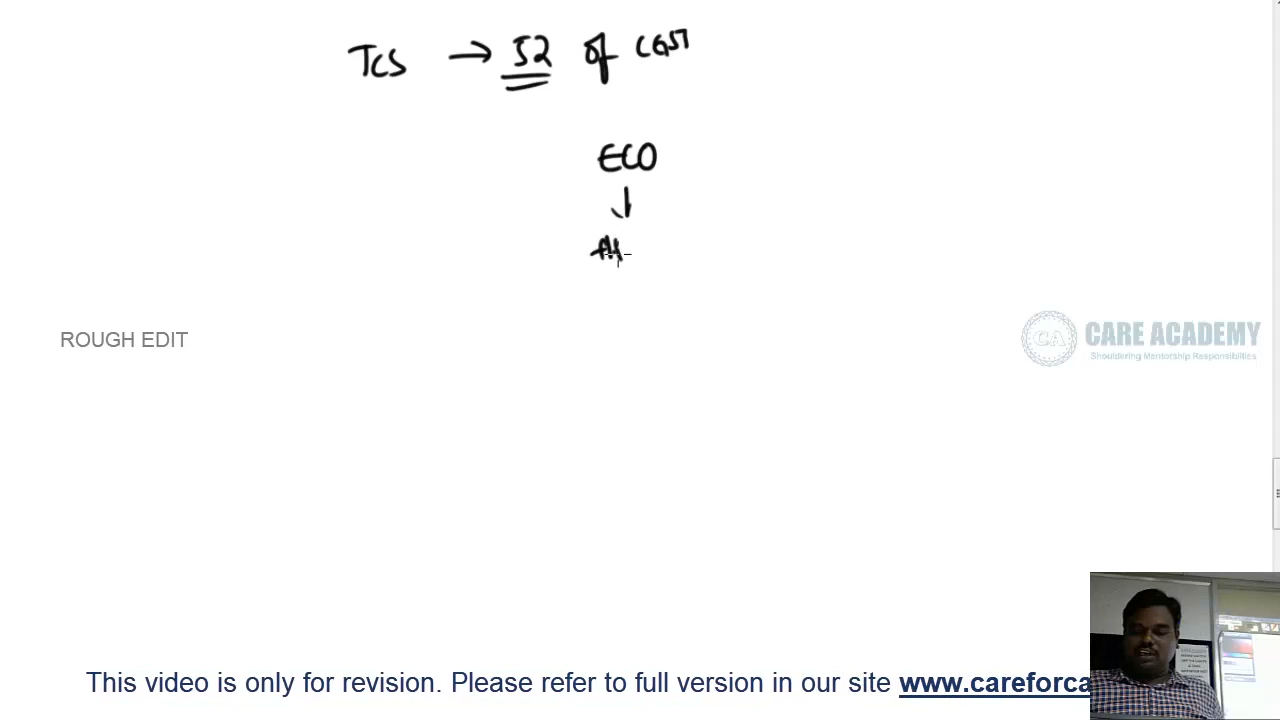 TCS → 52 of CGST
ECO
↓
ROUGH EDIT
CA CARE ACADEMY
Shouldering Mentorship Responsibilities
This video is only for revision. Please refer to full version in our site www.careforca